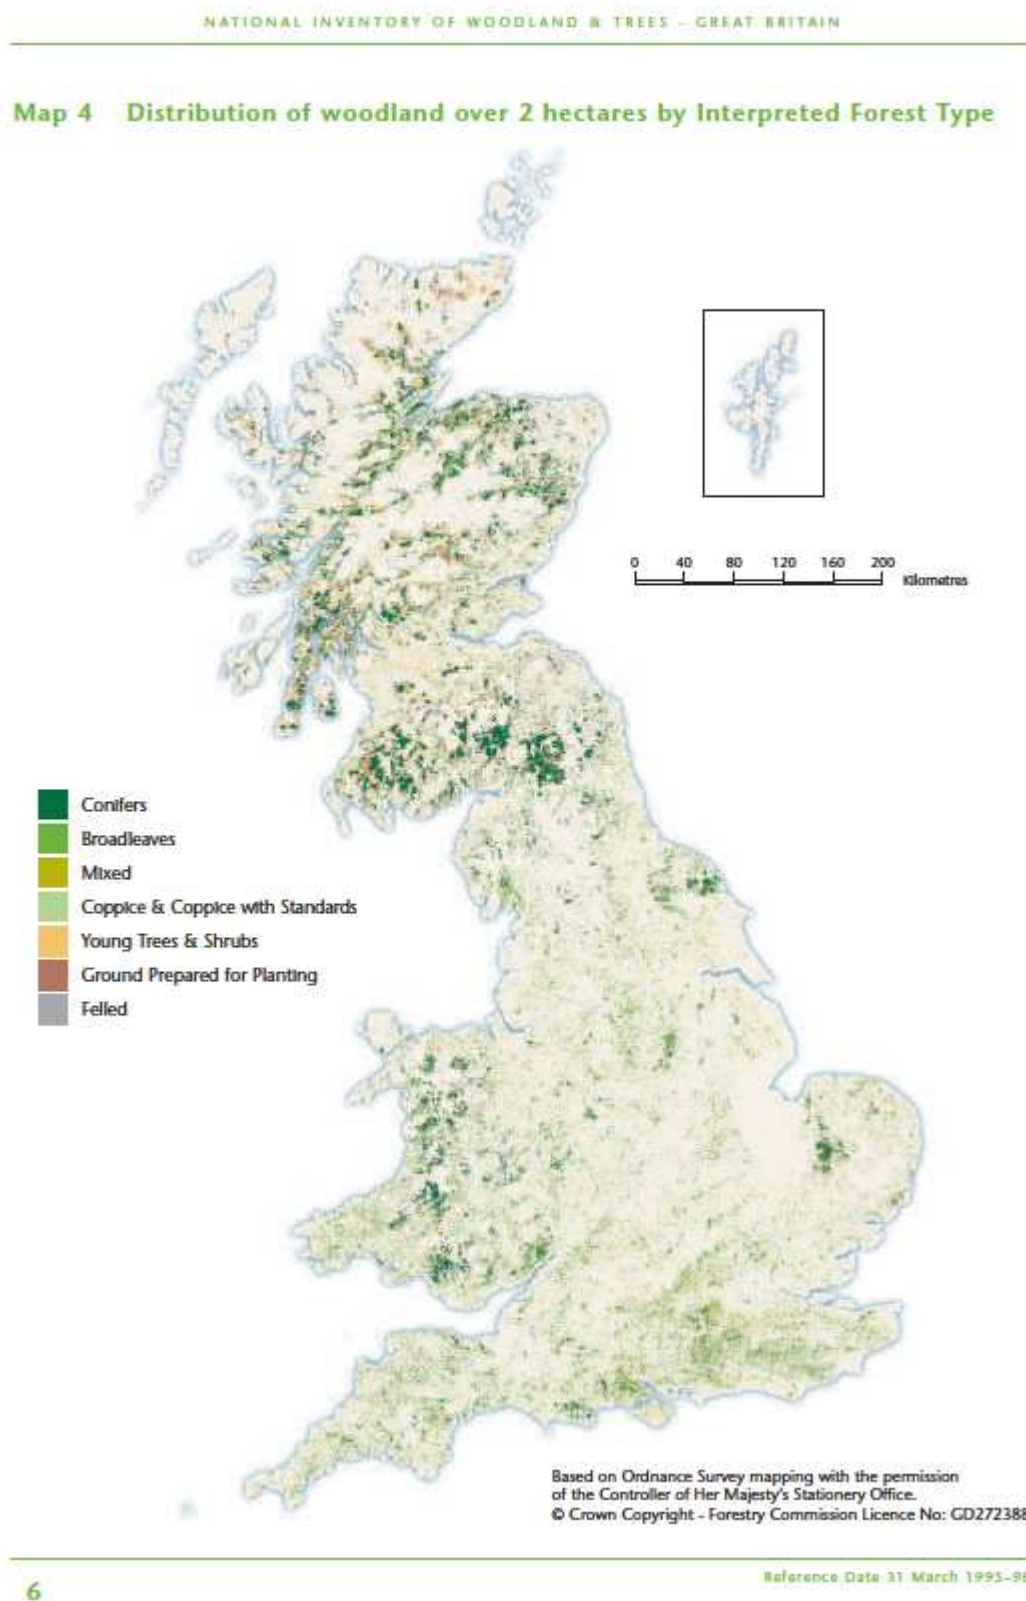 NATIONAL INVENTORY OF WOODLAND & TREES - GREAT BRITAIN
Map 4 Distribution of woodland over 2 hectares by Interpreted Forest Type
0 40 80 120 160 200
Kilometres
Conifers
Broadleaves
Mixed
Coppice & Coppice with Standards
Young Trees & Shrubs
Ground Prepared for Planting
Felled
Based on Ordnance Survey mapping with the permission
of the Controller of Her Majesty's Stationery Office.
© Crown Copyright - Forestry Commission Licence No: GD272388
6
Reference Date 31 March 1995-98